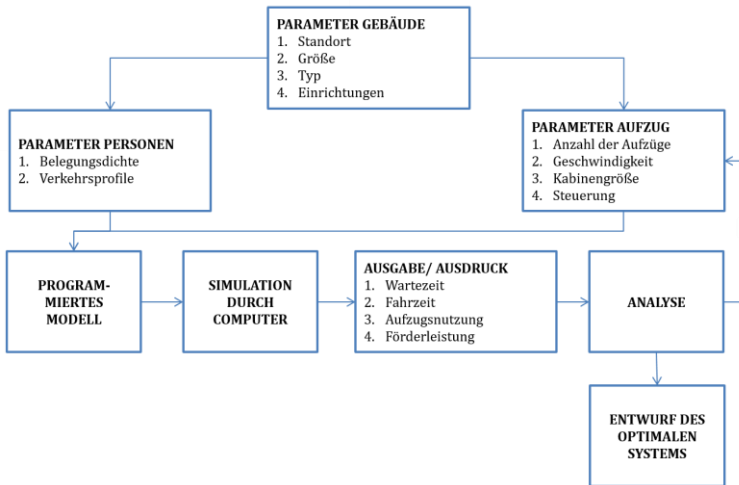 PARAMETER GEBÄUDE
1. Standort
2. Größe
3. Typ
4. Einrichtungen
PARAMETER PERSONEN
1. Belegungsdichte
2. Verkehrsprofile
PARAMETER AUFZUG
1. Anzahl der Aufzüge
2. Geschwindigkeit
3. Kabinengröße
4. Steuerung
PROGRAM-
MIERTES
MODELL
SIMULATION
DURCH
COMPUTER
AUSGABE/ AUSDRUCK
1. Wartezeit
2. Fahrzeit
3. Aufzugsnutzung
4. Förderleistung
ANALYSE
ENTWURF DES
OPTIMALEN
SYSTEMS